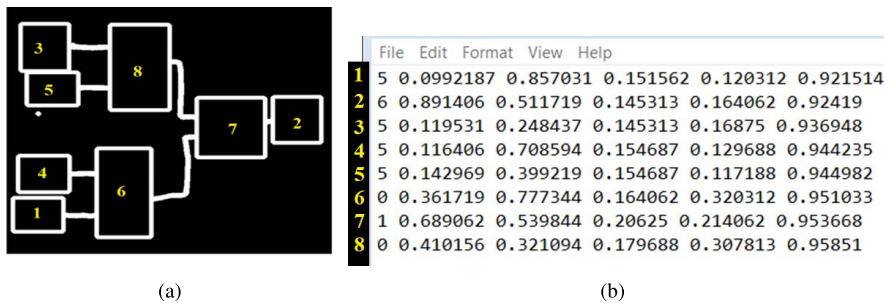 3
5
8
7
2
4
1
6
File Edit Format View Help
1 5 0.0992187 0.857031 0.151562 0.120312 0.921514
2 6 0.891406 0.511719 0.145313 0.164062 0.92419
3 5 0.119531 0.248437 0.145313 0.16875 0.936948
4 5 0.116406 0.708594 0.154687 0.129688 0.944235
5 5 0.142969 0.399219 0.154687 0.117188 0.944982
6 0 0.361719 0.777344 0.164062 0.320312 0.951033
7 1 0.689062 0.539844 0.20625 0.214062 0.953668
8 0 0.410156 0.321094 0.179688 0.307813 0.95851
(a)
(b)